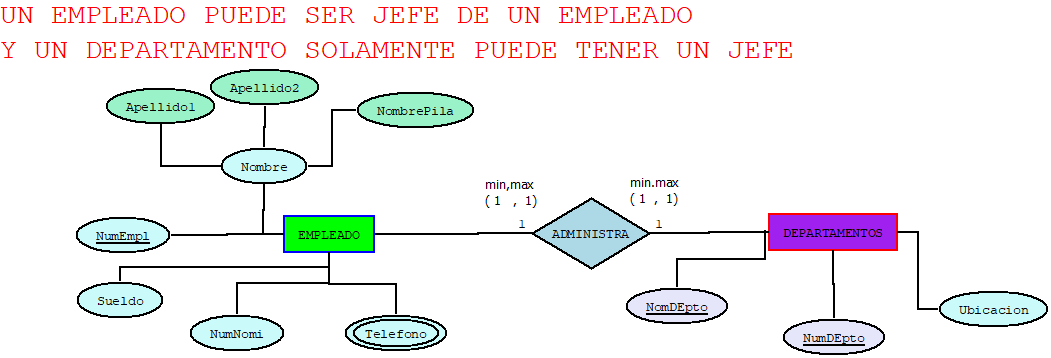 UN EMPLEADO PUEDE SER JEFE DE UN EMPLEADO
Y UN DEPARTAMENTO SOLAMENTE PUEDE TENER UN JEFE
Apellido2
Apellido1
NombrePila
Nombre
min,max
( 1 , 1)
min.max
( 1 , 1)
NumEmpl
EMPLEADO
1
ADMINISTRA
1
DEPARTAMENTOS
Sueldo
NumNomi
Telefono
NomDEpto
NumDEpto
Ubicacion